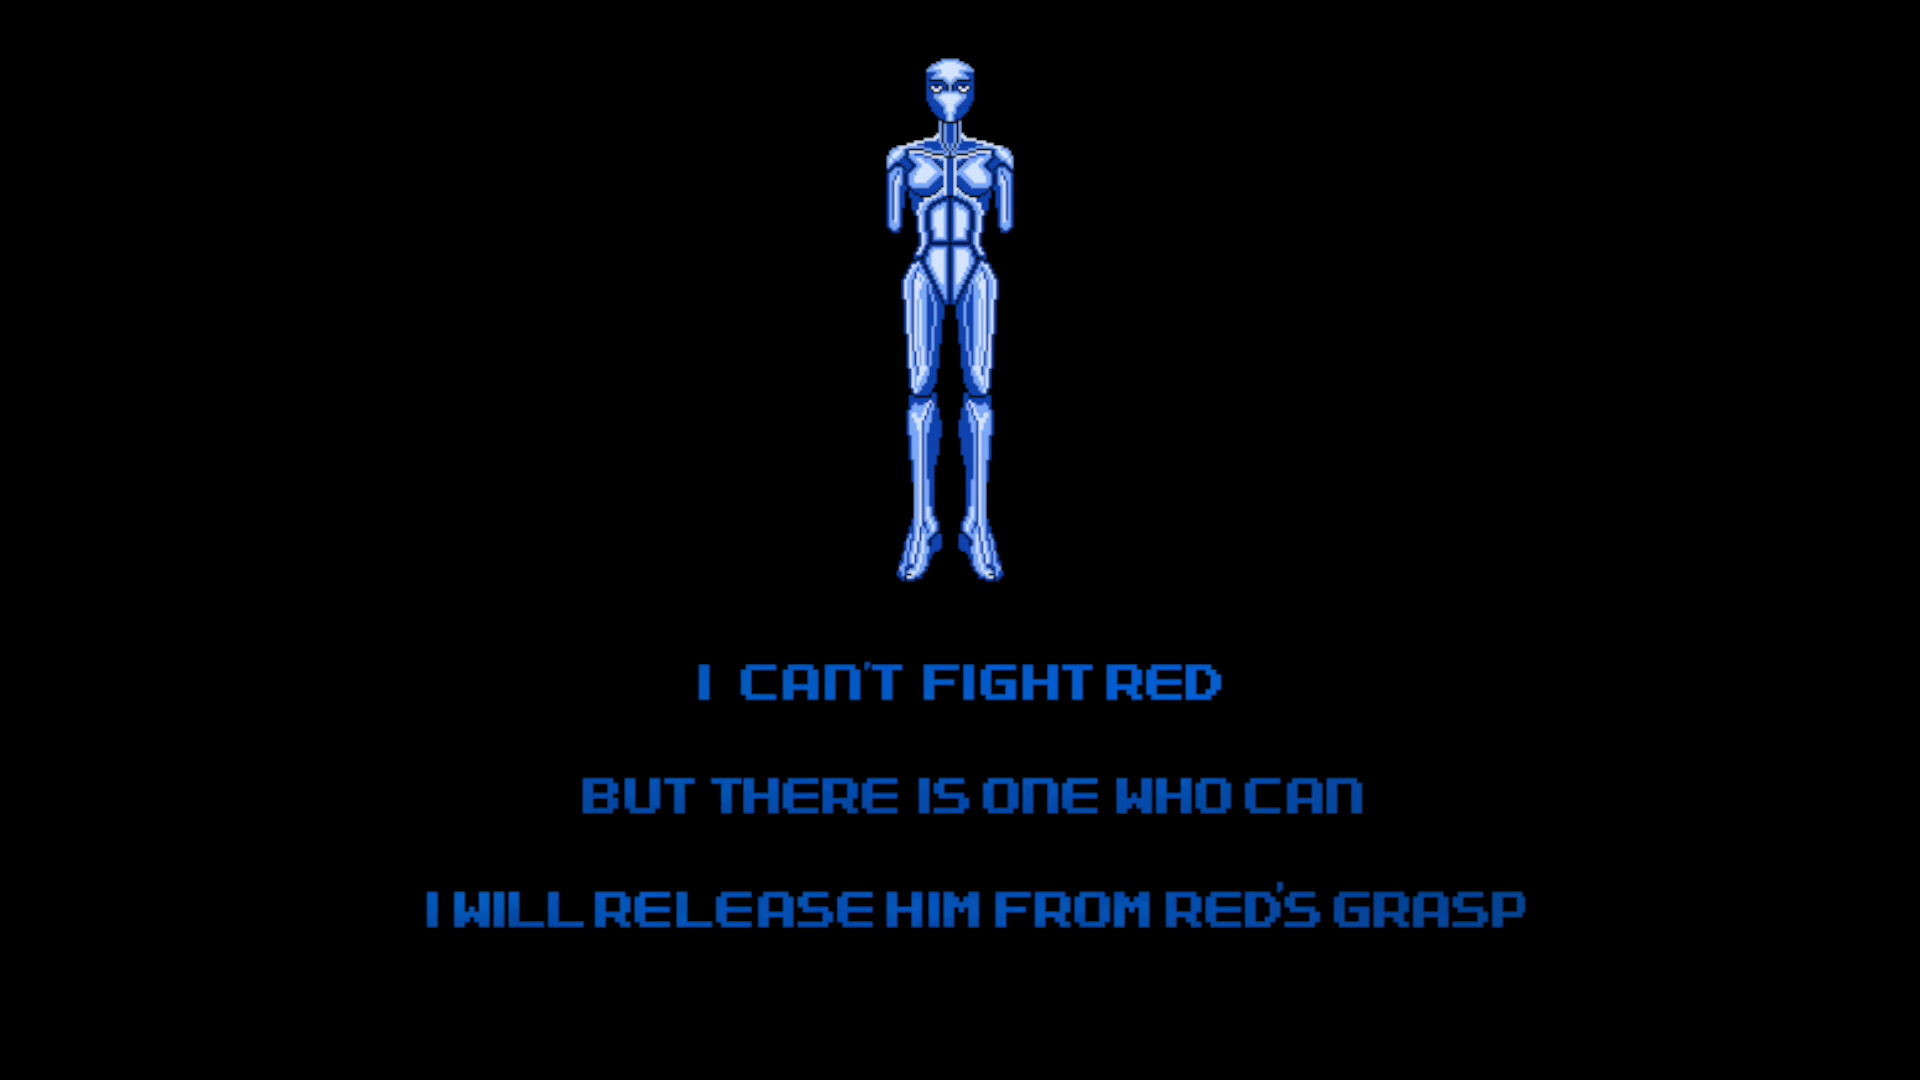 I CAN'T FIGHT RED
BUT THERE IS ONE WHO CAN
I WILL RELEASE HIM FROM RED'S GRASP